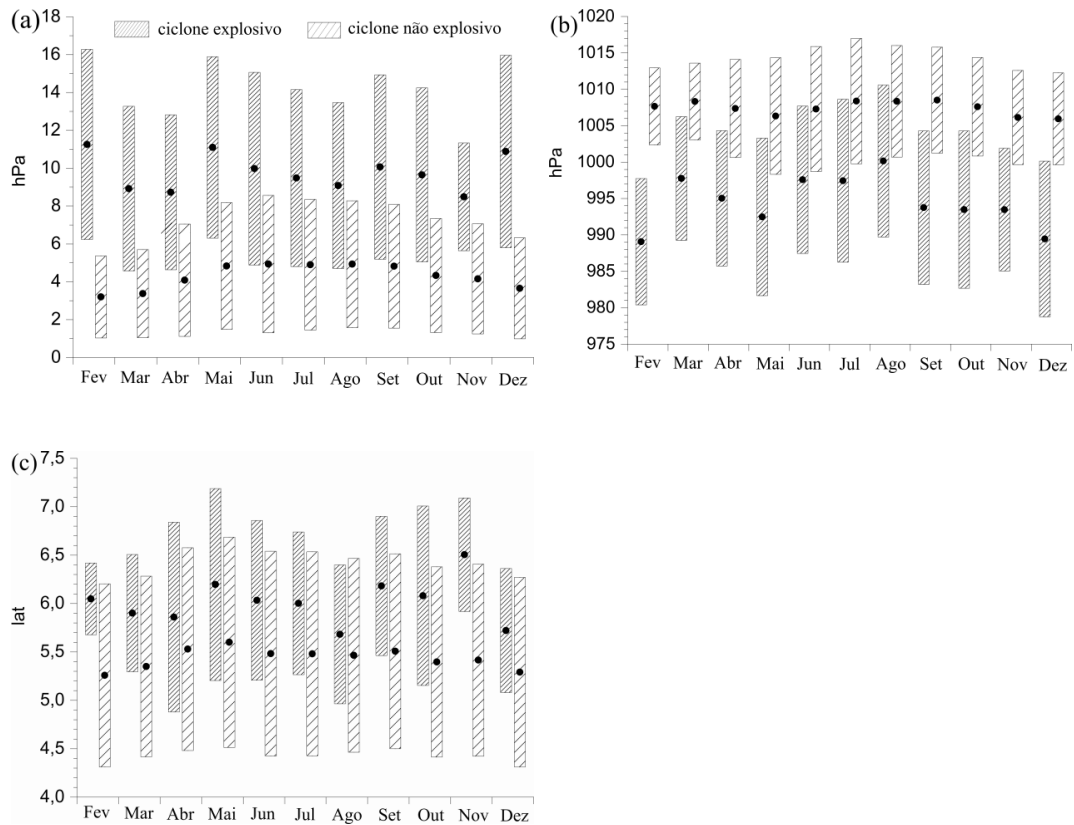 (a)
18
16
14
12
10
8
6
4
2
0
hPa
ciclone explosivo
ciclone não explosivo
Fev Mar Abr Mai Jun Jul Ago Set Out Nov Dez
(b)
1020
1015
1010
1005
1000
995
990
985
980
975
hPa
Fev Mar Abr Mai Jun Jul Ago Set Out Nov Dez
(c)
7,5
7,0
6,5
6,0
5,5
5,0
4,5
4,0
lat
Fev Mar Abr Mai Jun Jul Ago Set Out Nov Dez